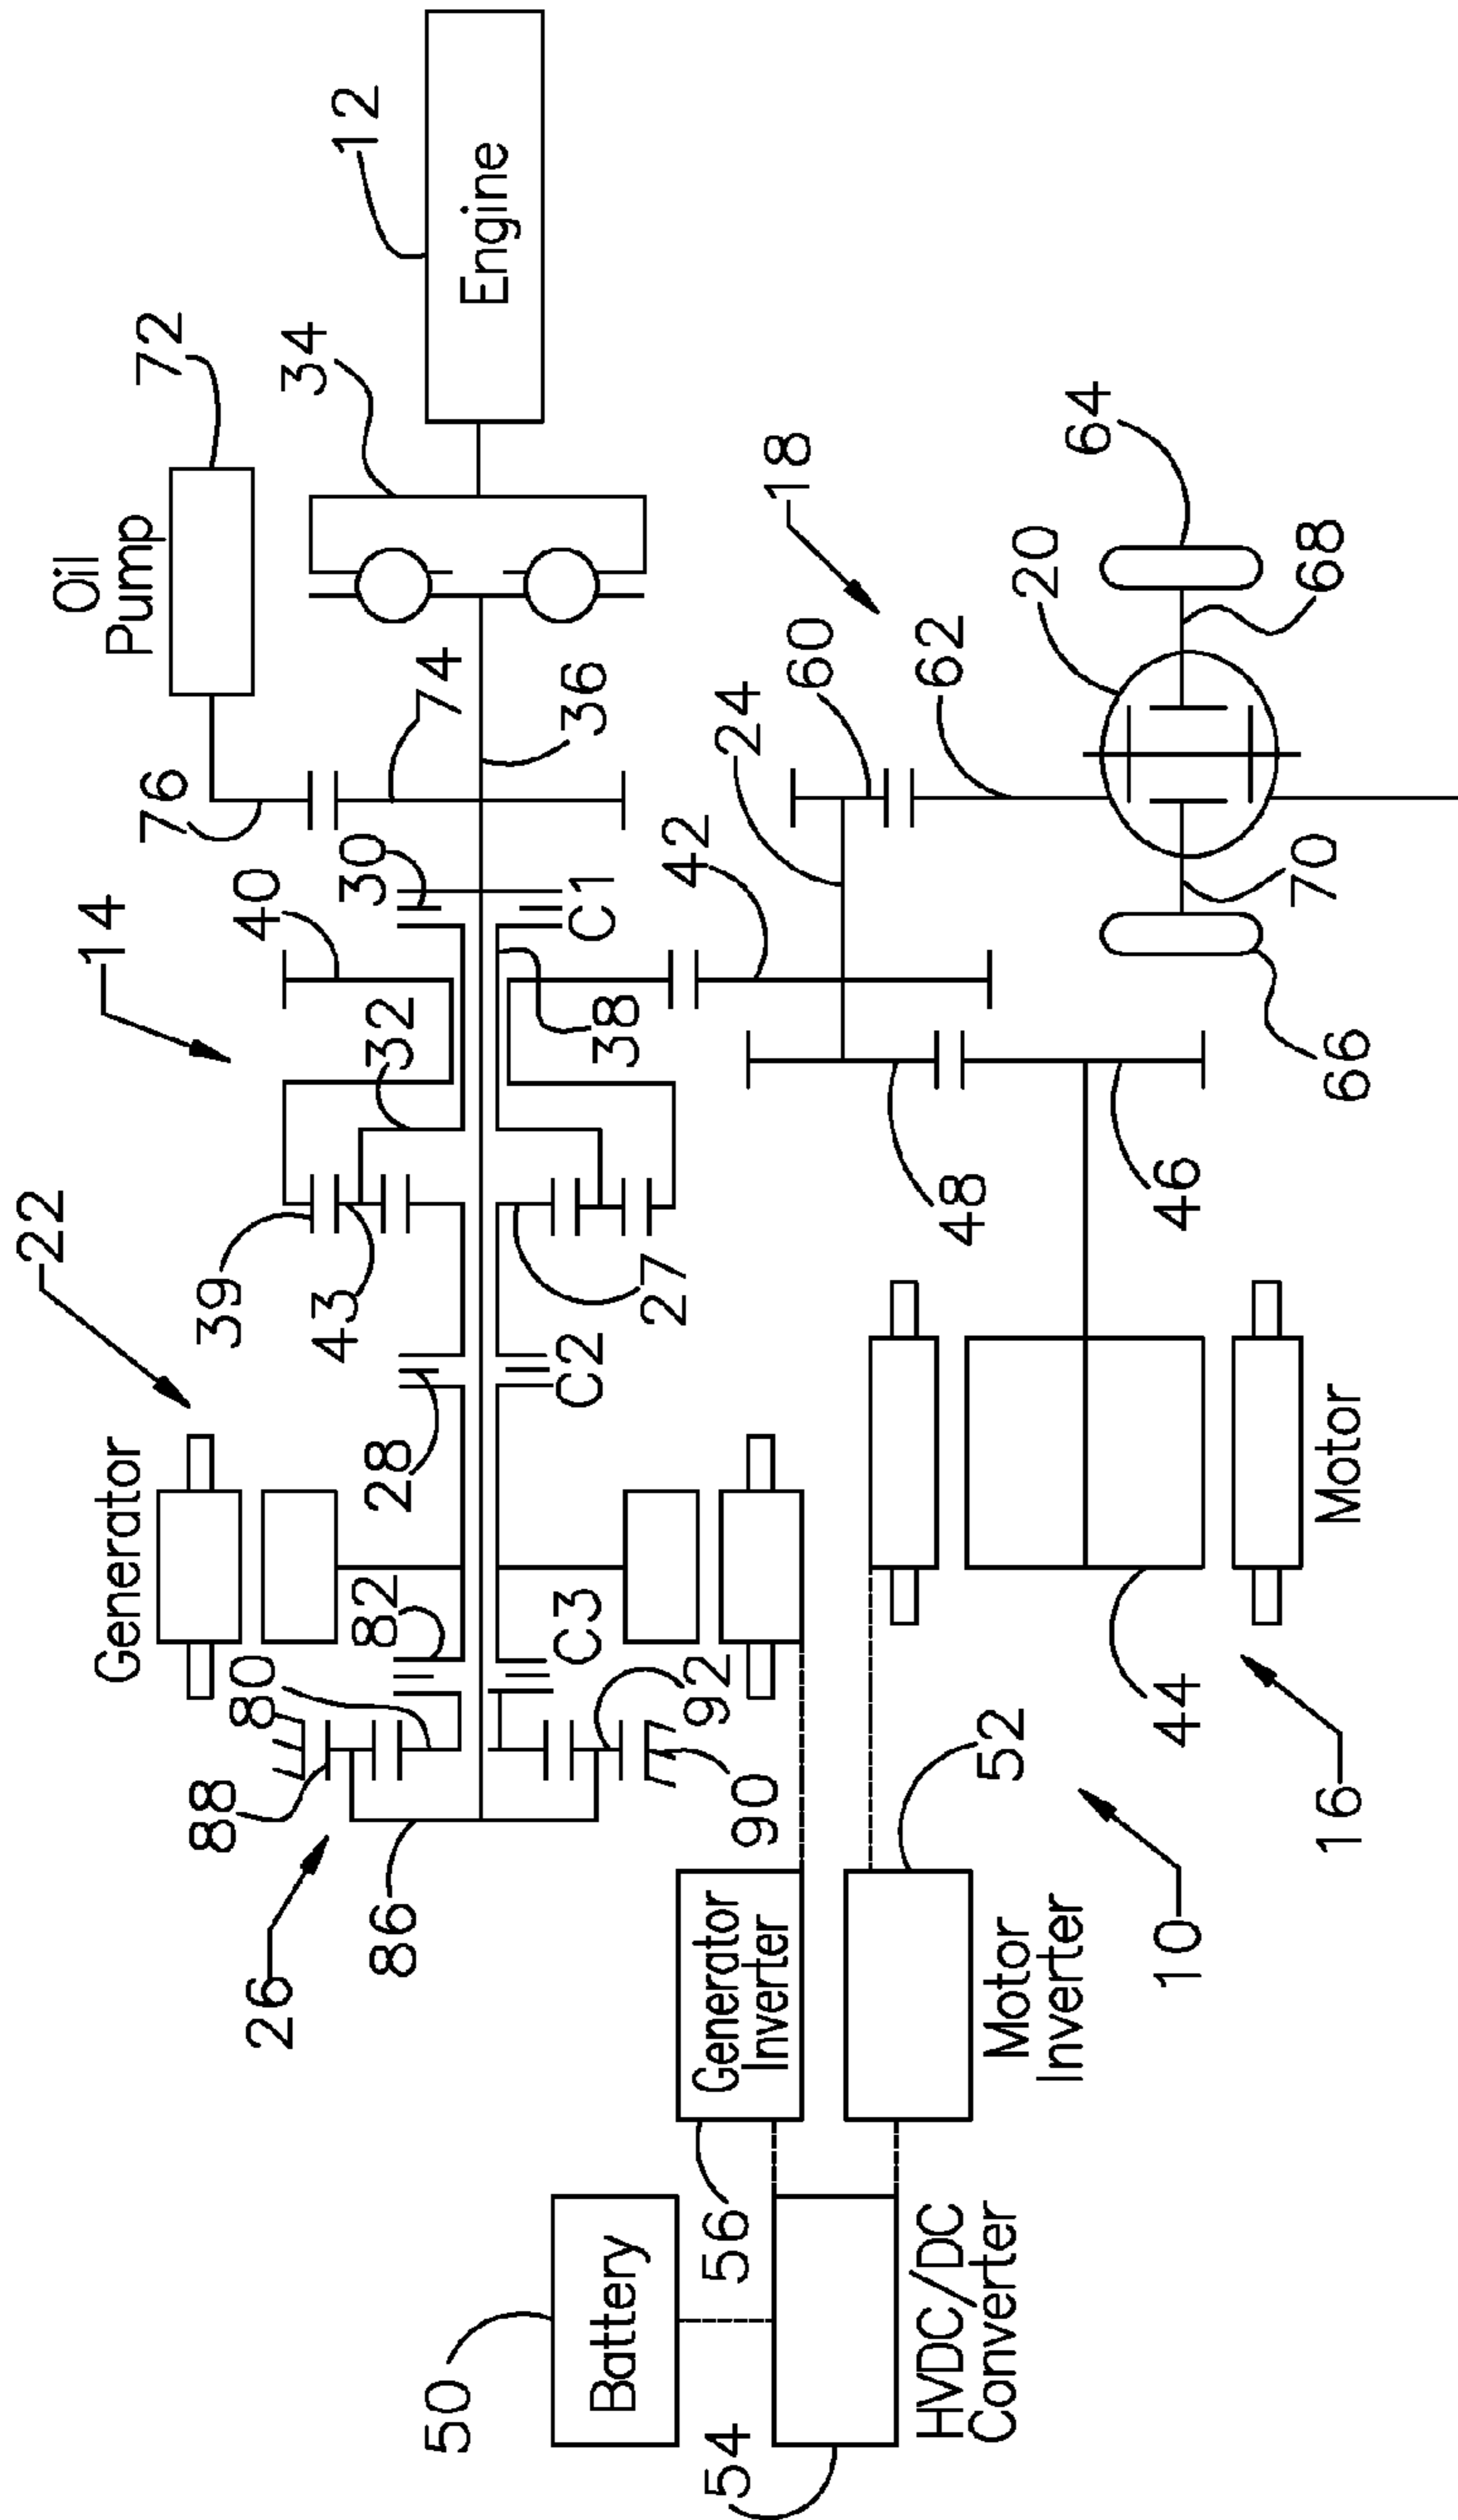 22
14
Oil
Pump
72
12
Generator
39
40
76
34
Engine
43
32
30
74
88
80
82
28
26
86
C3
C2
27
38
C1
36
92
90
42
24
18
60
50
Battery
56
Generator
Inverter
48
62
54
52
20
64
HVDC/DC
Converter
Motor
Inverter
44
46
70
68
10
16
Motor
66